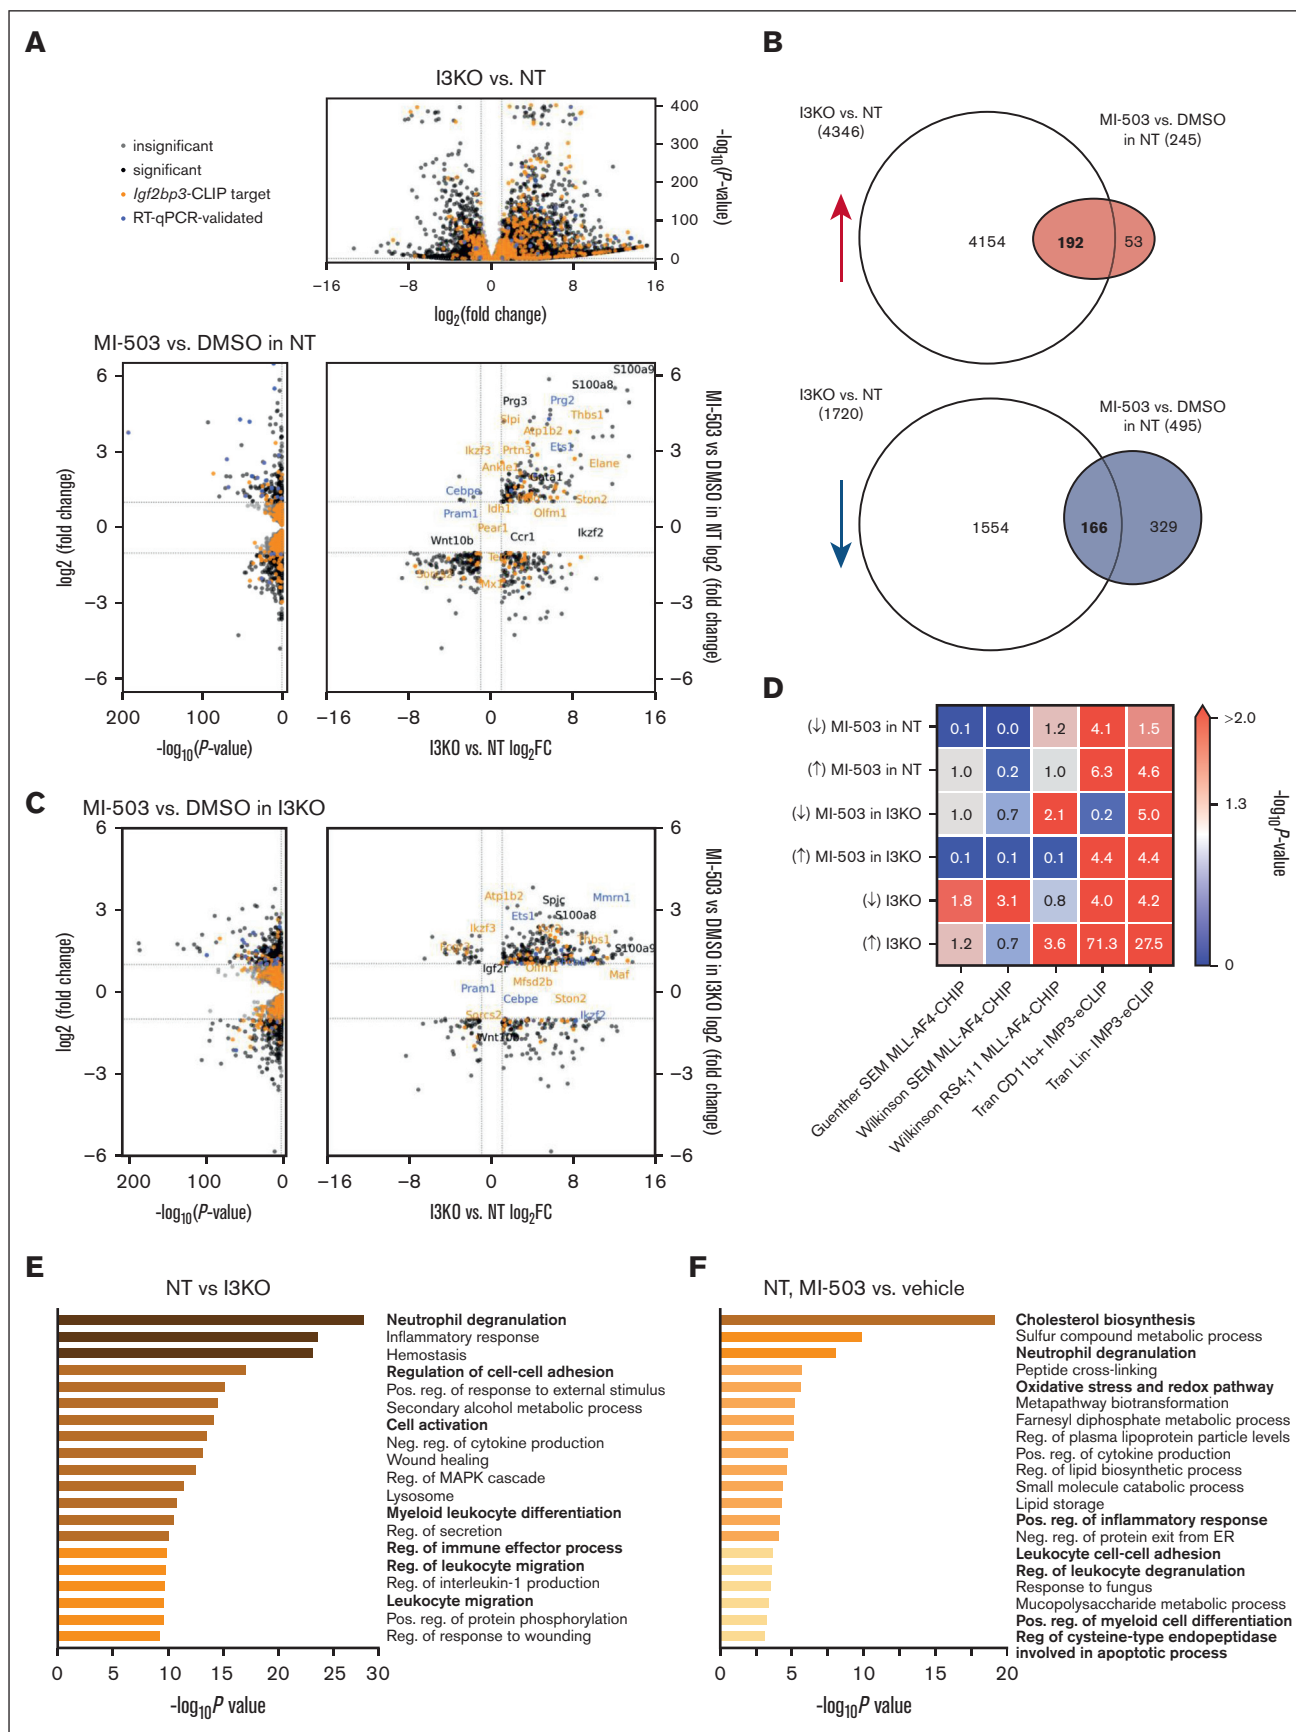 A
I3KO vs. NT
insignificant
significant
Igf2bp3-CLIP target
RT-qPCR-validated
400
300
200
100
0
-log10(P-value)
−16
−8
0
8
16
log2(fold change)
MI-503 vs. DMSO in NT
6
3
0
−3
−6
log2 (fold change)
200
100
0
-log10(P-value)
S100a9
S100a8
Prg3
Prg2
Slpi
Thbs1
Atp1b2
Ets1
Ikzf3
Prtn3
Ankle1
Elane
Gata1
Cebpe
Ston2
Idh1
Pram1
Olfm1
Pear1
Ikzf2
Wnt10b
Ccr1
Mx1
6
3
0
−3
−6
MI-503 vs DMSO in NT log2 (fold change)
−16
−8
0
8
16
I3KO vs. NT log2FC
B
I3KO vs. NT
(4346)
MI-503 vs. DMSO
in NT (245)
4154
192
53
I3KO vs. NT
(1720)
MI-503 vs. DMSO
in NT (495)
1554
166
329
C
MI-503 vs. DMSO in I3KO
6
3
0
−3
−6
log2 (fold change)
200
100
0
-log10(P-value)
Atp1b2
Spic
Mmrn1
Ets1
S100a8
Ikzf3
Thbs1
S100a9
Igf2r
Olfm1
Maf
Mfsd2b
Pram1
Cebpe
Ston2
Sorcs2
Ikzf2
Wnt10b
6
3
0
−3
−6
MI-503 vs DMSO in I3KO log2 (fold change)
−16
−8
0
8
16
I3KO vs. NT log2FC
D
(↓) MI-503 in NT
0.1 0.0 1.2 4.1 1.5
(↑) MI-503 in NT
1.0 0.2 1.0 6.3 4.6
(↓) MI-503 in I3KO
1.0 0.7 2.1 0.2 5.0
(↑) MI-503 in I3KO
0.1 0.1 0.1 4.4 4.4
(↓) I3KO
1.8 3.1 0.8 4.0 4.2
(↑) I3KO
1.2 0.7 3.6 71.3 27.5
Guenther SEM MLL-AF4-CHIP
Wilkinson SEM MLL-AF4-CHIP
Wilkinson RS4;11 MLL-AF4-CHIP
Tran CD11b+ IMP3-eCLIP
Tran Lin- IMP3-eCLIP
>2.0
1.3
0
-log10P-value
E
NT vs I3KO
Neutrophil degranulation
Inflammatory response
Hemostasis
Regulation of cell-cell adhesion
Pos. reg. of response to external stimulus
Secondary alcohol metabolic process
Cell activation
Neg. reg. of cytokine production
Wound healing
Reg. of MAPK cascade
Lysosome
Myeloid leukocyte differentiation
Reg. of secretion
Reg. of immune effector process
Reg. of leukocyte migration
Reg. of interleukin-1 production
Leukocyte migration
Pos. reg. of protein phosphorylation
Reg. of response to wounding
0
5
10
15
20
25
30
-log10P value
F
NT, MI-503 vs. vehicle
Cholesterol biosynthesis
Sulfur compound metabolic process
Neutrophil degranulation
Peptide cross-linking
Oxidative stress and redox pathway
Metapathway biotransformation
Farnesyl diphosphate metabolic process
Reg. of plasma lipoprotein particle levels
Pos. reg. of cytokine production
Reg. of lipid biosynthetic process
Small molecule catabolic process
Lipid storage
Pos. reg. of inflammatory response
Neg. reg. of protein exit from ER
Leukocyte cell-cell adhesion
Reg. of leukocyte degranulation
Response to fungus
Mucopolysaccharide metabolic process
Pos. reg. of myeloid cell differentiation
Reg of cysteine-type endopeptidase
involved in apoptotic process
0
5
10
15
20
-log10P value